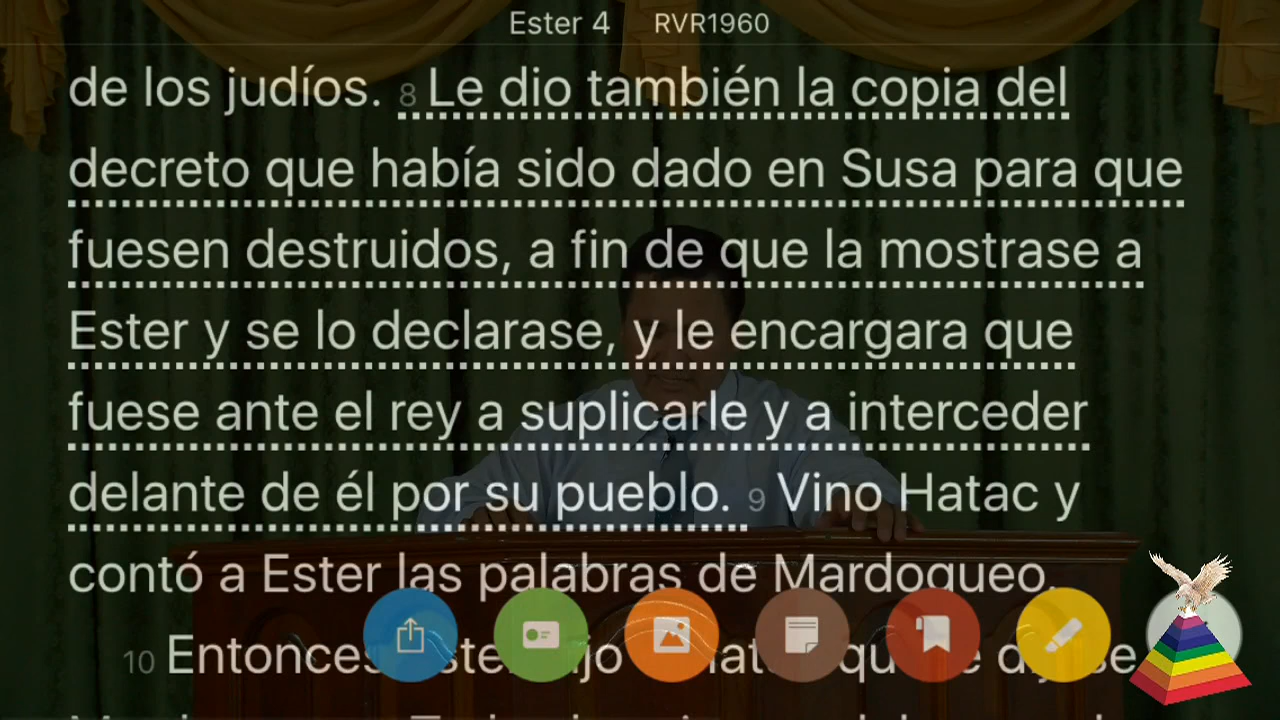 Ester 4 RVR1960
de los judíos. 8 Le dio también la copia del
decreto que había sido dado en Susa para que
fuesen destruidos, a fin de que la mostrase a
Ester y se lo declarase, y le encargara que
fuese ante el rey a suplicarle y a interceder
delante de él por su pueblo. 9 Vino Hatac y
contó a Ester las palabras de Mardoqueo.
10 Entonces